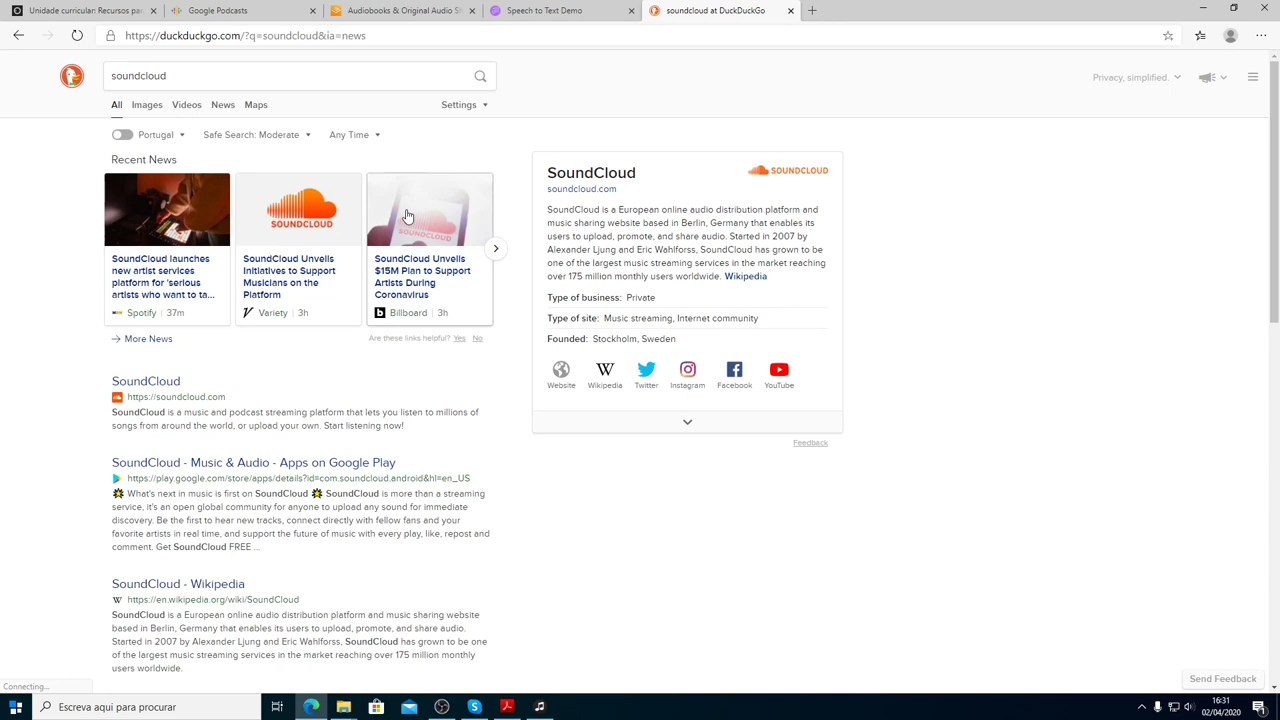 Unidade curricular: Recursos par
Google Podcasts
Audiobooks & Original Audio Sh
Speech to Text Demo
soundcloud at DuckDuckGo
https://duckduckgo.com/?q=soundcloud&ia=news
soundcloud
Privacy, simplified.
All Images Videos News Maps Settings
Portugal Safe Search: Moderate Any Time
Recent News
SOUNDCLOUD
SoundCloud launches
new artist services
platform for 'serious
artists who want to ta...
Spotify | 37m
SoundCloud Unveils
Initiatives to Support
Musicians on the
Platform
Variety | 3h
SoundCloud Unveils
$15M Plan to Support
Artists During
Coronavirus
Billboard | 3h
More News
Are these links helpful? Yes No
SoundCloud
https://soundcloud.com
SoundCloud is a music and podcast streaming platform that lets you listen to millions of
songs from around the world, or upload your own. Start listening now!
SoundCloud - Music & Audio - Apps on Google Play
https://play.google.com/store/apps/details?id=com.soundcloud.android&hl=en_US
What's next in music is first on SoundCloud SoundCloud is more than a streaming
service, it's an open global community for anyone to upload any sound for immediate
discovery. Be the first to hear new tracks, connect directly with fellow fans and your
favorite artists in real time, and support the future of music with every play, like, repost and
comment. Get SoundCloud FREE ...
SoundCloud - Wikipedia
https://en.wikipedia.org/wiki/SoundCloud
SoundCloud is a European online audio distribution platform and music sharing website
based in Berlin, Germany that enables its users to upload, promote, and share audio.
Started in 2007 by Alexander Ljung and Eric Wahlforss, SoundCloud has grown to be one
of the largest music streaming services in the market reaching over 175 million monthly
users worldwide.
SoundCloud
SOUNDCLOUD
soundcloud.com
SoundCloud is a European online audio distribution platform and
music sharing website based in Berlin, Germany that enables its
users to upload, promote, and share audio. Started in 2007 by
Alexander Ljung and Eric Wahlforss, SoundCloud has grown to be
one of the largest music streaming services in the market reaching
over 175 million monthly users worldwide. Wikipedia
Type of business: Private
Type of site: Music streaming, Internet community
Founded: Stockholm, Sweden
Website Wikipedia Twitter Instagram Facebook YouTube
Feedback
Send Feedback
Connecting...
Escreve aqui para procurar
16:31
02/04/2020